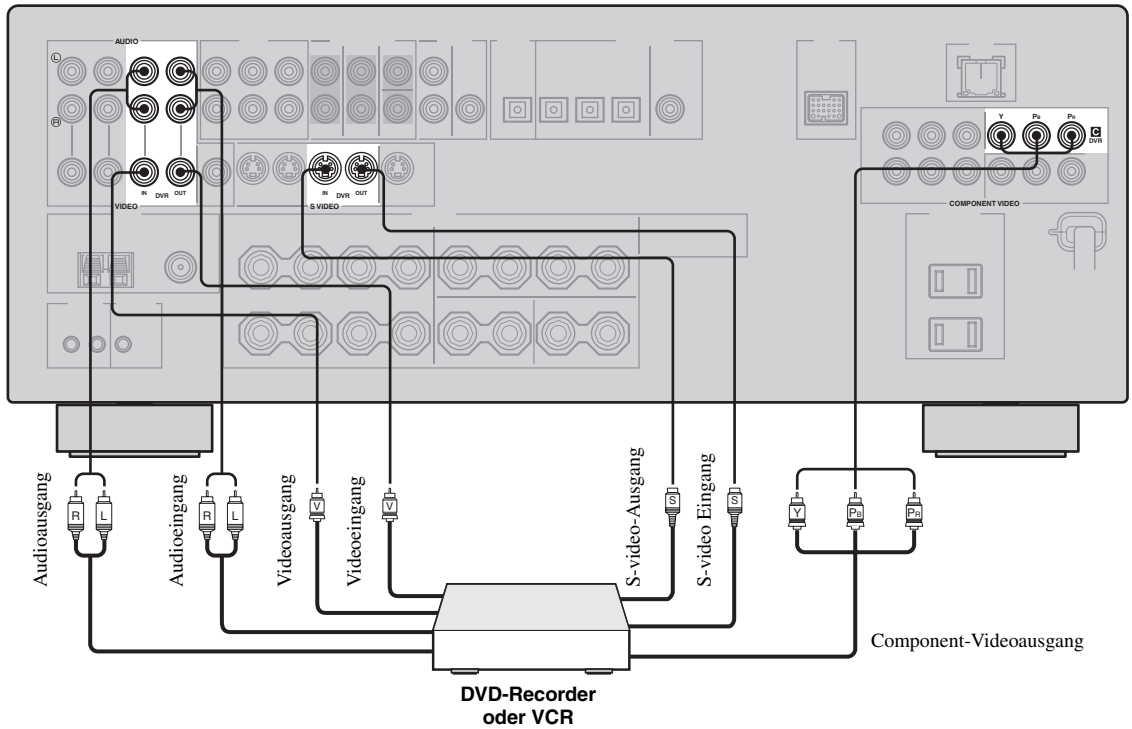 AUDIO
L
R
Y PB PR
C
DVR
IN DVR OUT
IN DVR OUT
VIDEO
S VIDEO
COMPONENT VIDEO
Audioausgang
Audioeingang
Videoausgang
Videoeingang
S-video-Ausgang
S-video Eingang
R L
R L
V
V
S
S
Y
PB
PR
Component-Videoausgang
DVD-Recorder
oder VCR